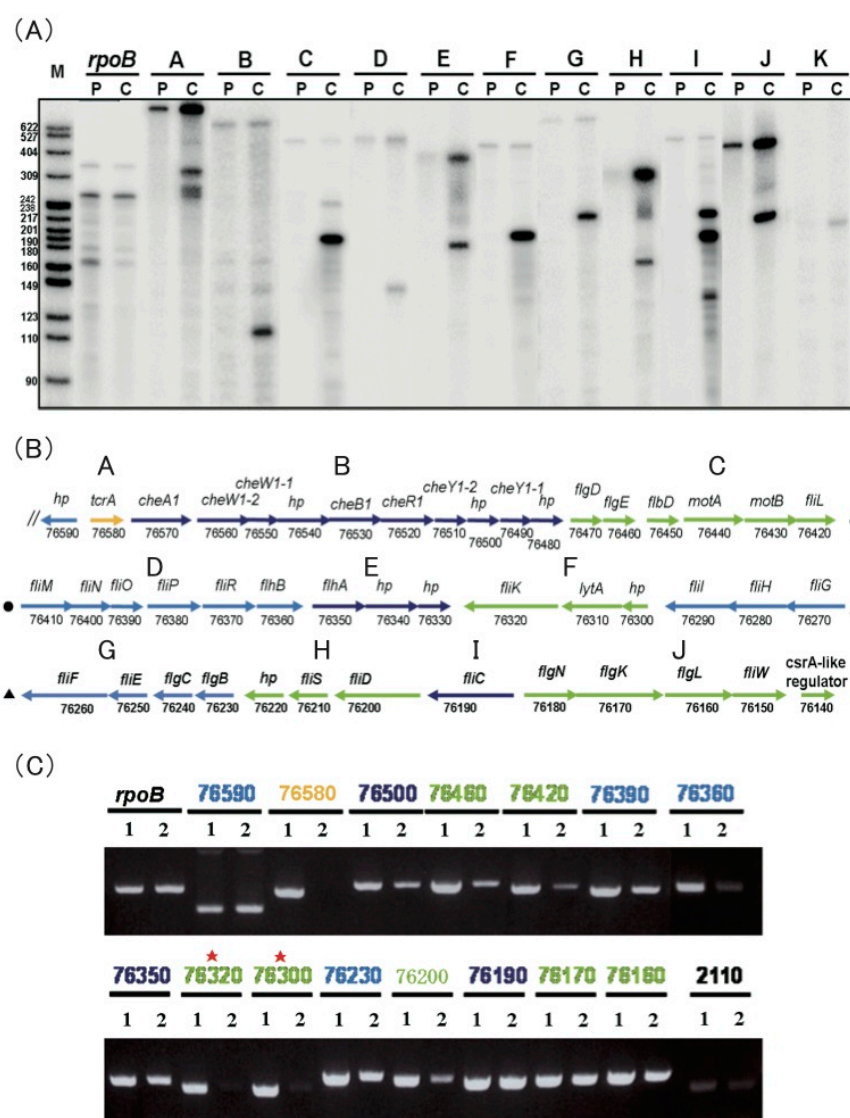 (A)
M rpoB A B C D E F G H I J K
P C P C P C P C P C P C P C P C P C P C P C P C
622
527
404
309
242
238
217
201
190
180
160
149
123
110
90
(B)
A B C
hp tcrA cheA1 cheW1-2 cheW1-1 hp cheB1 cheR1 cheY1-2 hp cheY1-1 hp flgD flgE flbD motA motB fliL
// 76590 76580 76570 76560 76550 76540 76530 76520 76510 76500 76490 76480 76470 76460 76450 76440 76430 76420
D E F
fliM fliN fliO fliP fliR flhB flhA hp hp fliK lytA hp fliI fliH fliG
76410 76400 76390 76380 76370 76360 76350 76340 76330 76320 76310 76300 76290 76280 76270
G H I J
fliF fliE flgC flgB hp fliS fliD fliC flgN flgK flgL fliW csrA-like regulator
76260 76250 76240 76230 76220 76210 76200 76190 76180 76170 76160 76150 76140
(C)
rpoB 76590 76580 76500 76460 76420 76390 76360
1 2 1 2 1 2 1 2 1 2 1 2 1 2 1 2
76350 76320 76300 76230 76200 76190 76170 76160 2110
1 2 1 2 1 2 1 2 1 2 1 2 1 2 1 2 1 2